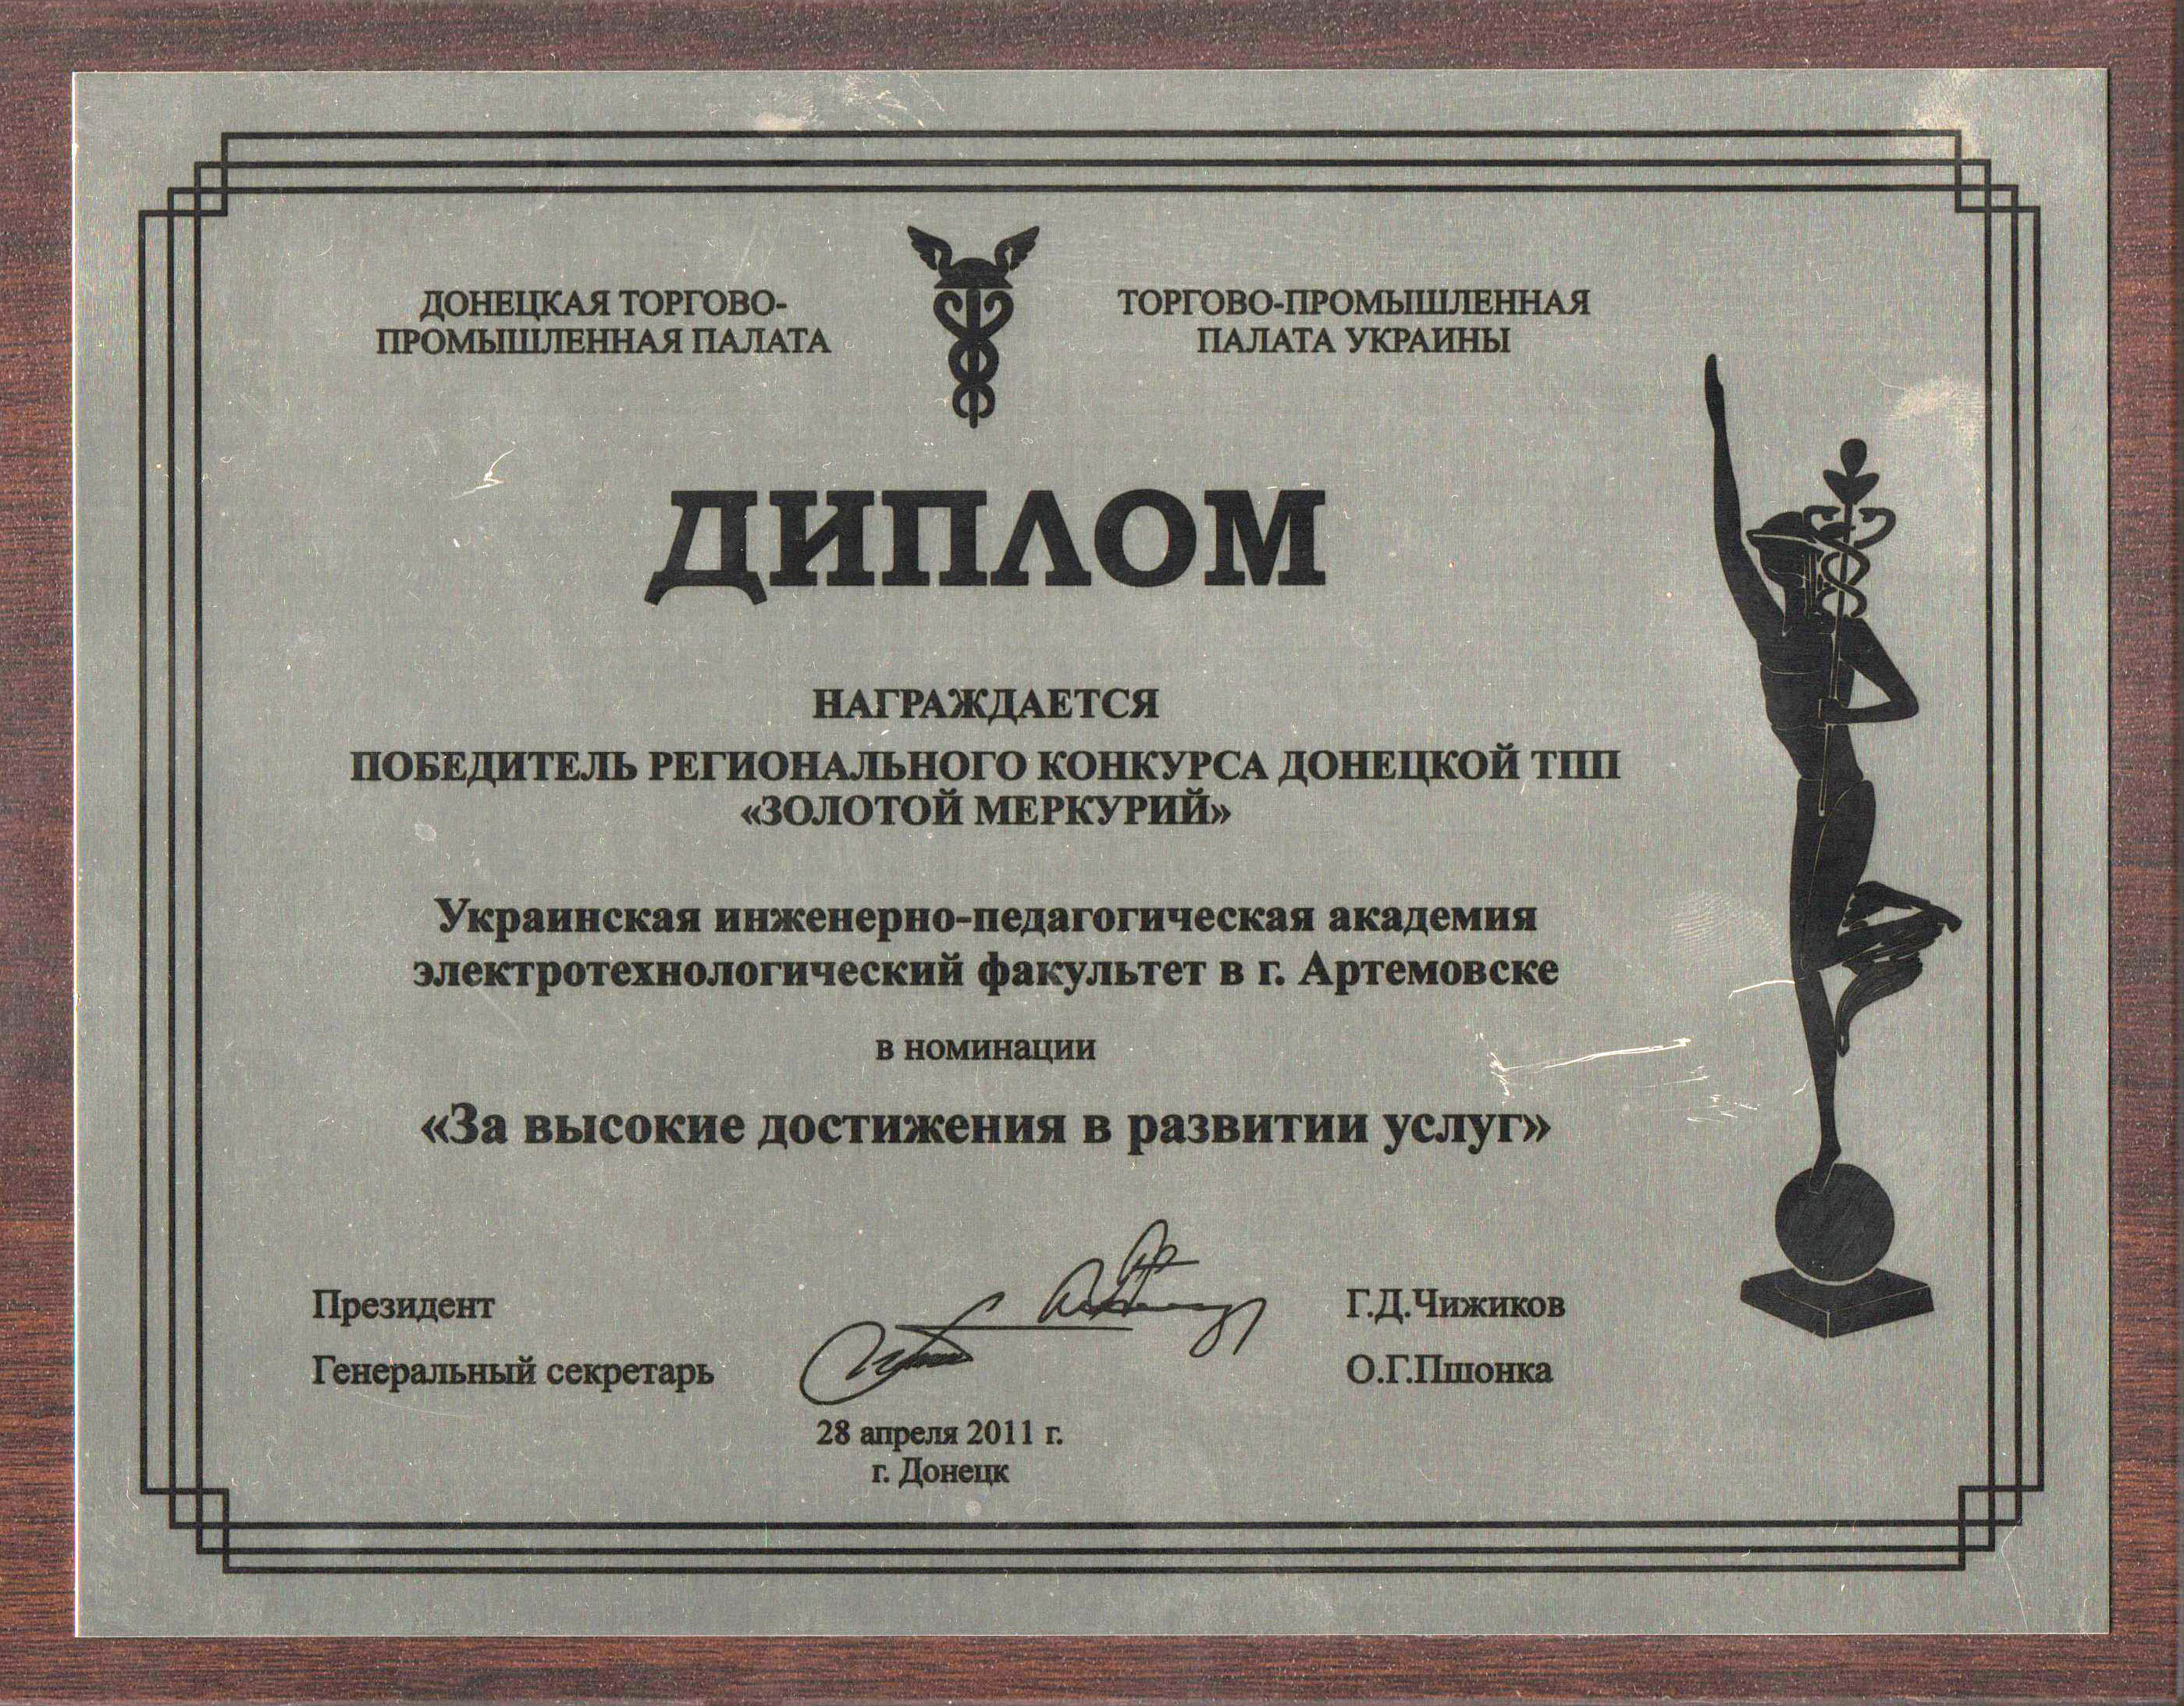 ДОНЕЦКАЯ ТОРГОВО-
ПРОМЫШЛЕННАЯ ПАЛАТА
ТОРГОВО-ПРОМЫШЛЕННАЯ
ПАЛАТА УКРАИНЫ
ДИПЛОМ
НАГРАЖДАЕТСЯ
ПОБЕДИТЕЛЬ РЕГИОНАЛЬНОГО КОНКУРСА ДОНЕЦКОЙ ТПП
«ЗОЛОТОЙ МЕРКУРИЙ»
Украинская инженерно-педагогическая академия
электротехнологический факультет в г. Артемовске
в номинации
«За высокие достижения в развитии услуг»
Президент Г.Д.Чижиков
Генеральный секретарь О.Г.Пшонка
28 апреля 2011 г.
г. Донецк